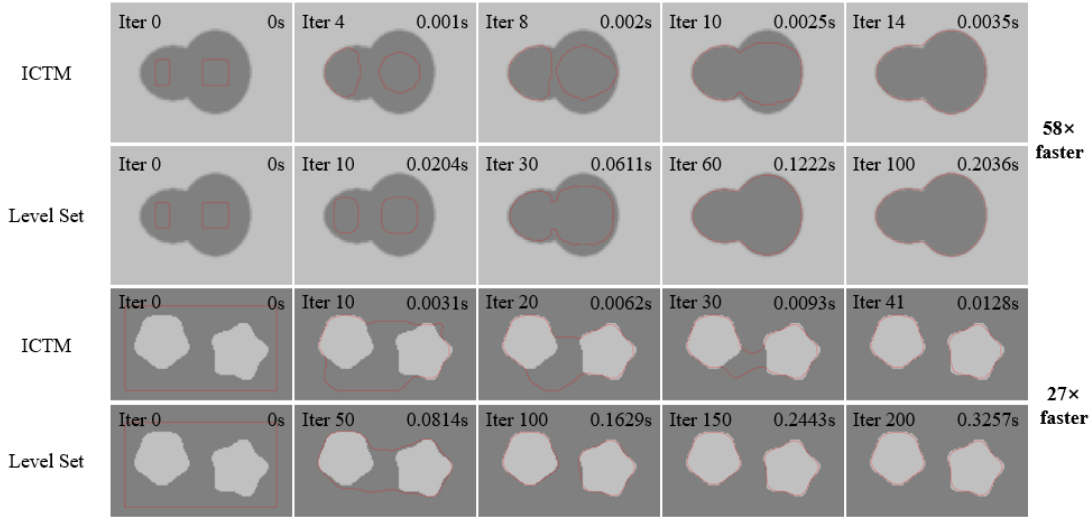 Iter 0 0s Iter 4 0.001s Iter 8 0.002s Iter 10 0.0025s Iter 14 0.0035s
ICTM
58×
faster
Iter 0 0s Iter 10 0.0204s Iter 30 0.0611s Iter 60 0.1222s Iter 100 0.2036s
Level Set
Iter 0 0s Iter 10 0.0031s Iter 20 0.0062s Iter 30 0.0093s Iter 41 0.0128s
ICTM
27×
faster
Iter 0 0s Iter 50 0.0814s Iter 100 0.1629s Iter 150 0.2443s Iter 200 0.3257s
Level Set